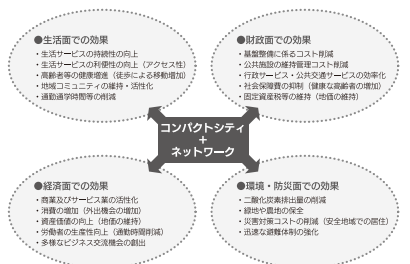 ●生活面での効果
・生活サービスの持続性の向上
・生活サービスの利便性の向上（アクセス性）
・高齢者等の健康増進（徒歩による移動増加）
・地域コミュニティの維持・活性化
・通勤通学時間等の削減
●財政面での効果
・基盤整備に係るコスト削減
・公共施設の維持管理コスト削減
・行政サービス・公共交通サービスの効率化
・社会保障費の抑制（健康な高齢者の増加）
・固定資産税等の維持（地価の維持）
コンパクトシティ
＋
ネットワーク
●経済面での効果
・商業及びサービス業の活性化
・消費の増加（外出機会の増加）
・資産価値の向上（地価の維持）
・労働者の生産性向上（通勤時間削減）
・多様なビジネス交流機会の創出
●環境・防災面での効果
・二酸化炭素排出量の削減
・緑地や農地の保全
・災害対策コストの削減（安全地域での居住）
・迅速な避難体制の強化